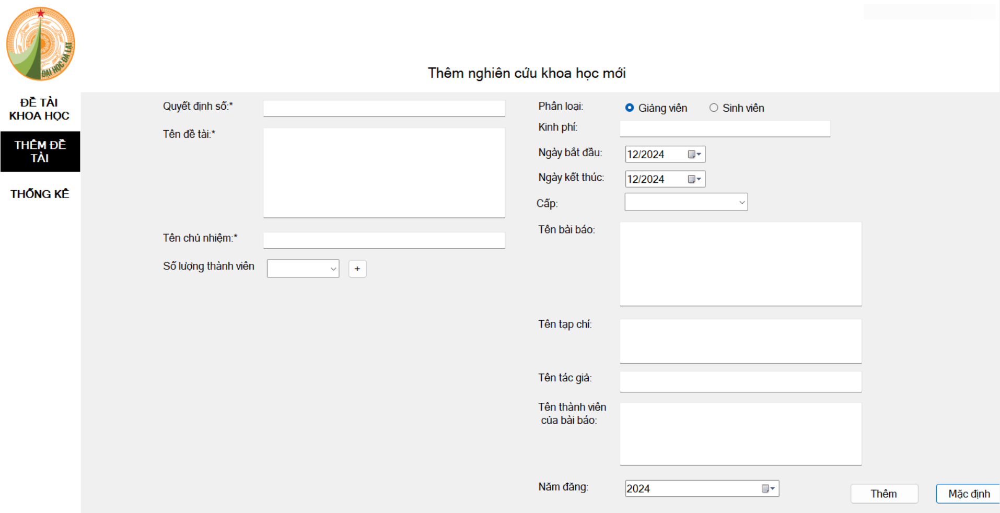 ĐẠI HỌC ĐÀ LẠT
ĐỀ TÀI
KHOA HỌC
THÊM ĐỀ
TÀI
THỐNG KÊ
Thêm nghiên cứu khoa học mới
Quyết định số:*
Tên đề tài:*
Tên chủ nhiệm:*
Số lượng thành viên
+
Phân loại:
Giảng viên
Sinh viên
Kinh phí:
Ngày bắt đầu:
12/2024
Ngày kết thúc:
12/2024
Cấp:
Tên bài báo:
Tên tạp chí:
Tên tác giả:
Tên thành viên
của bài báo:
Năm đăng:
2024
Thêm
Mặc định